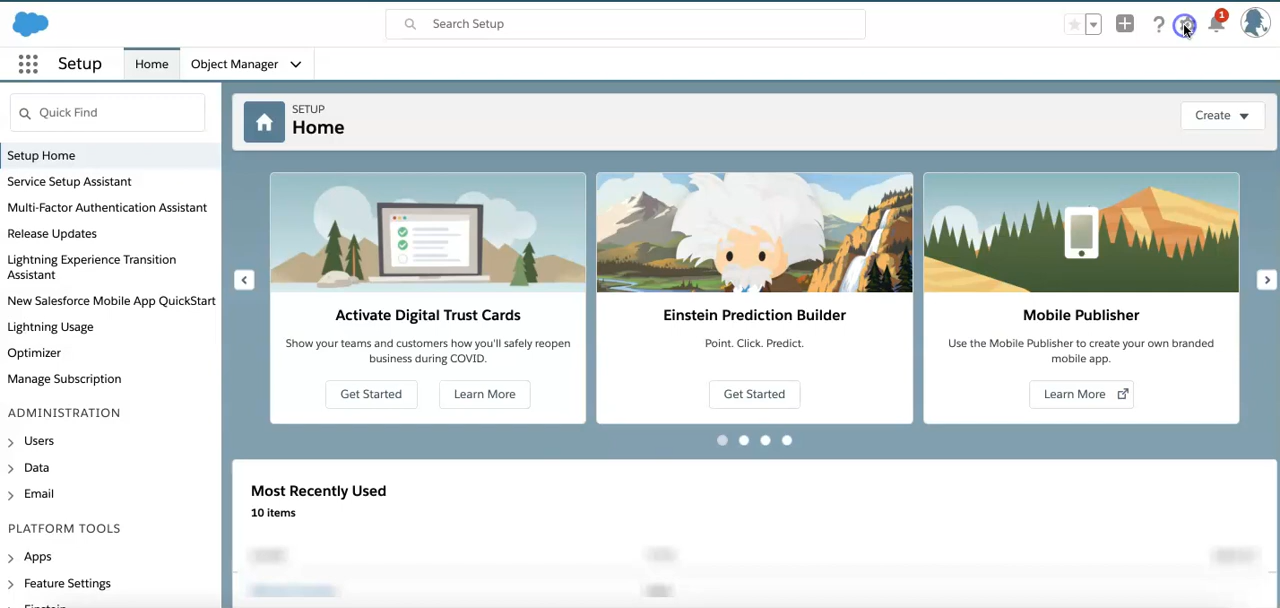 Search Setup
1
Setup
Home
Object Manager
Quick Find
Setup Home
Service Setup Assistant
Multi-Factor Authentication Assistant
Release Updates
Lightning Experience Transition
Assistant
New Salesforce Mobile App QuickStart
Lightning Usage
Optimizer
Manage Subscription
ADMINISTRATION
Users
Data
Email
PLATFORM TOOLS
Apps
Feature Settings
Einstein
SETUP
Home
Create
Activate Digital Trust Cards
Show your teams and customers how you'll safely reopen
business during COVID.
Get Started
Learn More
Einstein Prediction Builder
Point. Click. Predict.
Get Started
Mobile Publisher
Use the Mobile Publisher to create your own branded
mobile app.
Learn More
Most Recently Used
10 items